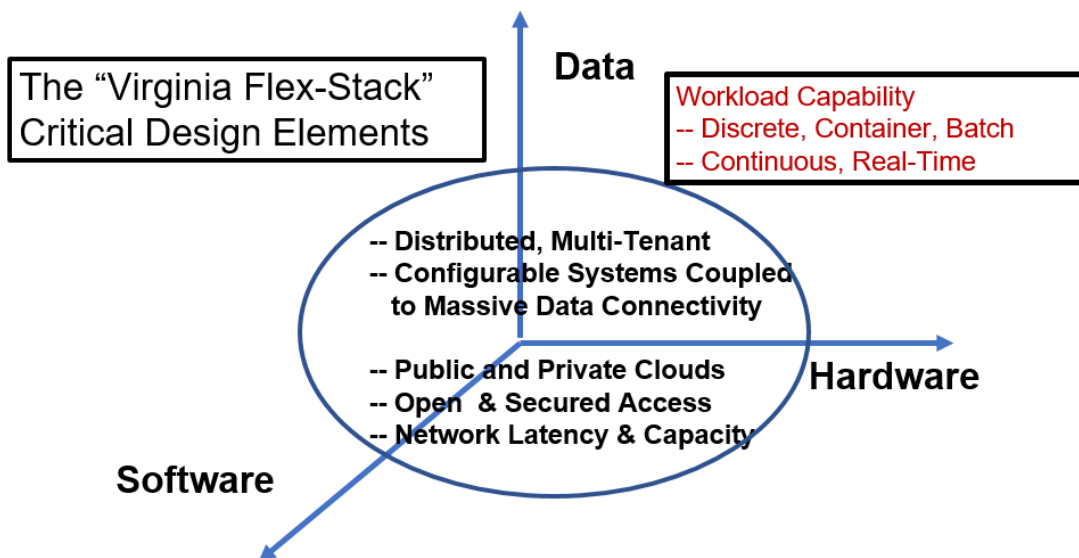 The “Virginia Flex-Stack”
Critical Design Elements
Data
Workload Capability
-- Discrete, Container, Batch
-- Continuous, Real-Time
-- Distributed, Multi-Tenant
-- Configurable Systems Coupled
to Massive Data Connectivity
-- Public and Private Clouds
-- Open & Secured Access
-- Network Latency & Capacity
Hardware
Software